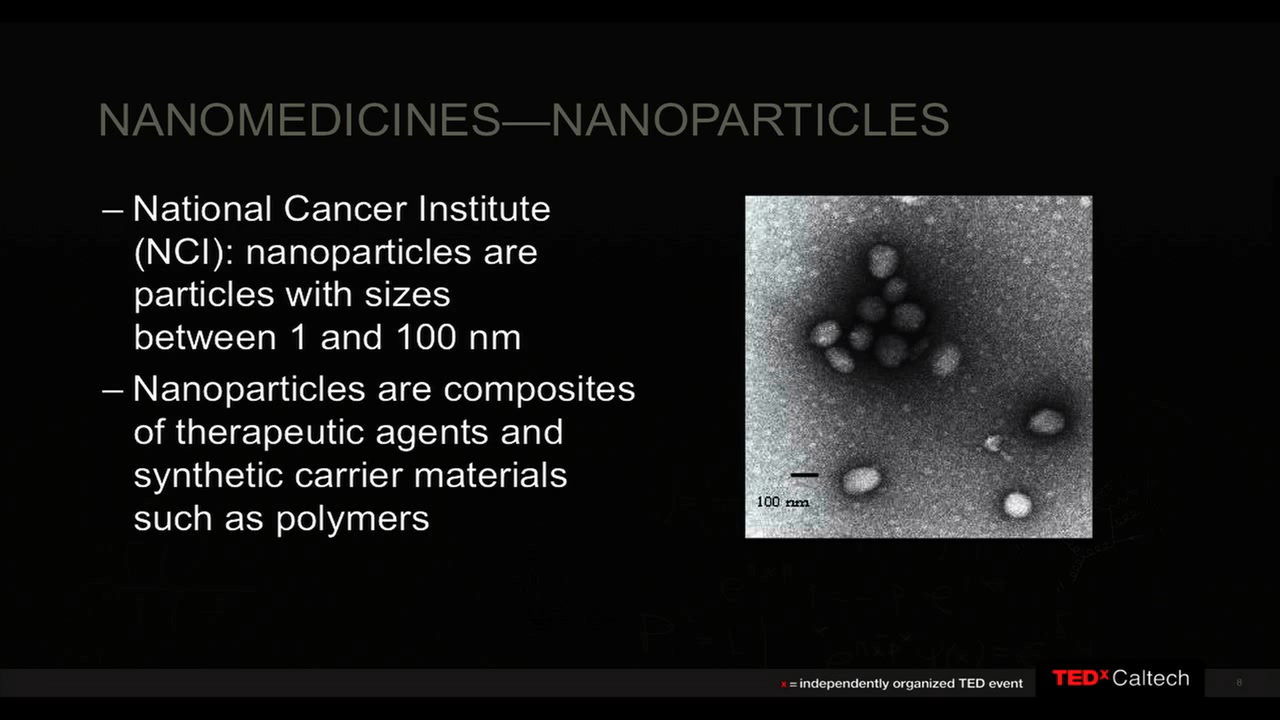 NANOMEDICINES—NANOPARTICLES
– National Cancer Institute
(NCI): nanoparticles are
particles with sizes
between 1 and 100 nm
– Nanoparticles are composites
of therapeutic agents and
synthetic carrier materials
such as polymers
100 nm
x = independently organized TED event
TEDx Caltech
8